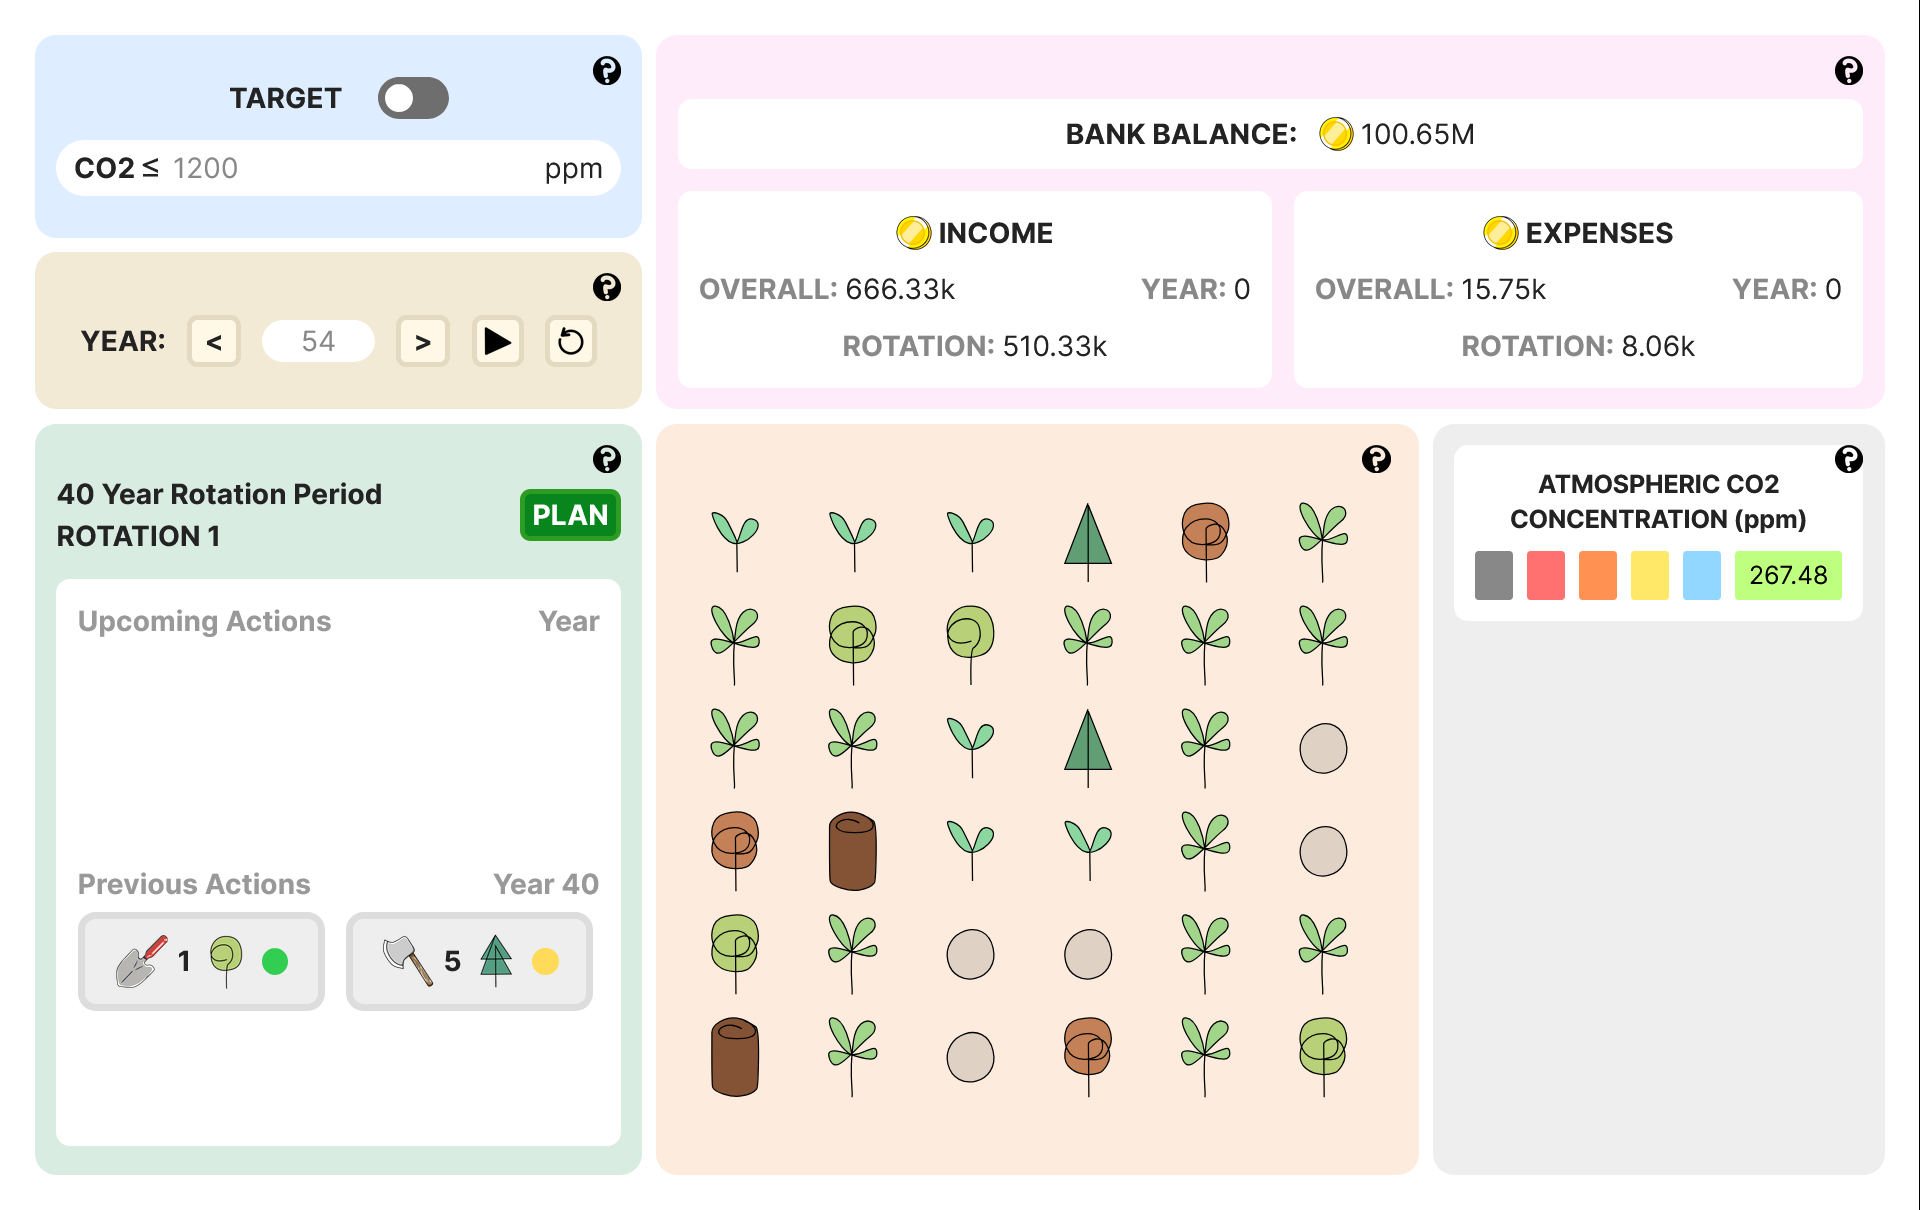 TARGET
CO2 ≤ 1200 ppm
YEAR: < 54 >
BANK BALANCE: 100.65M
INCOME
OVERALL: 666.33k YEAR: 0
ROTATION: 510.33k
EXPENSES
OVERALL: 15.75k YEAR: 0
ROTATION: 8.06k
40 Year Rotation Period
ROTATION 1
PLAN
Upcoming Actions Year
Previous Actions Year 40
1
5
ATMOSPHERIC CO2
CONCENTRATION (ppm)
267.48